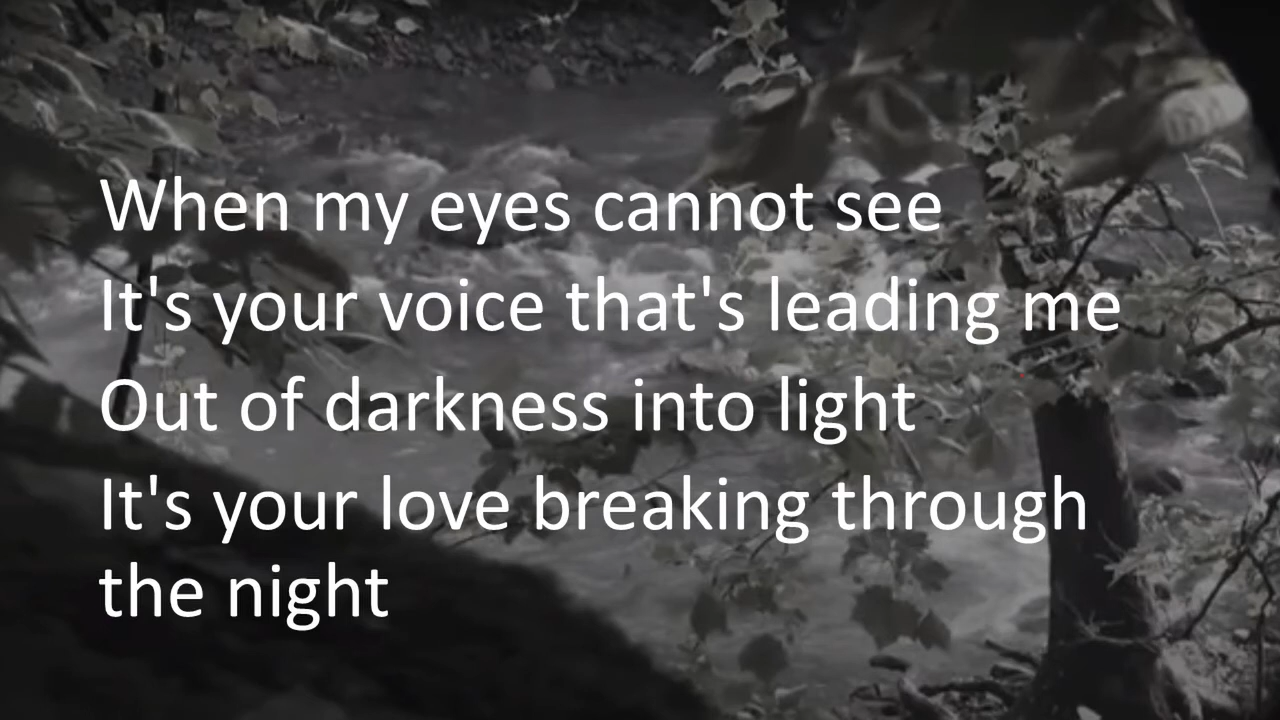 When my eyes cannot see
It's your voice that's leading me
Out of darkness into light
It's your love breaking through
the night